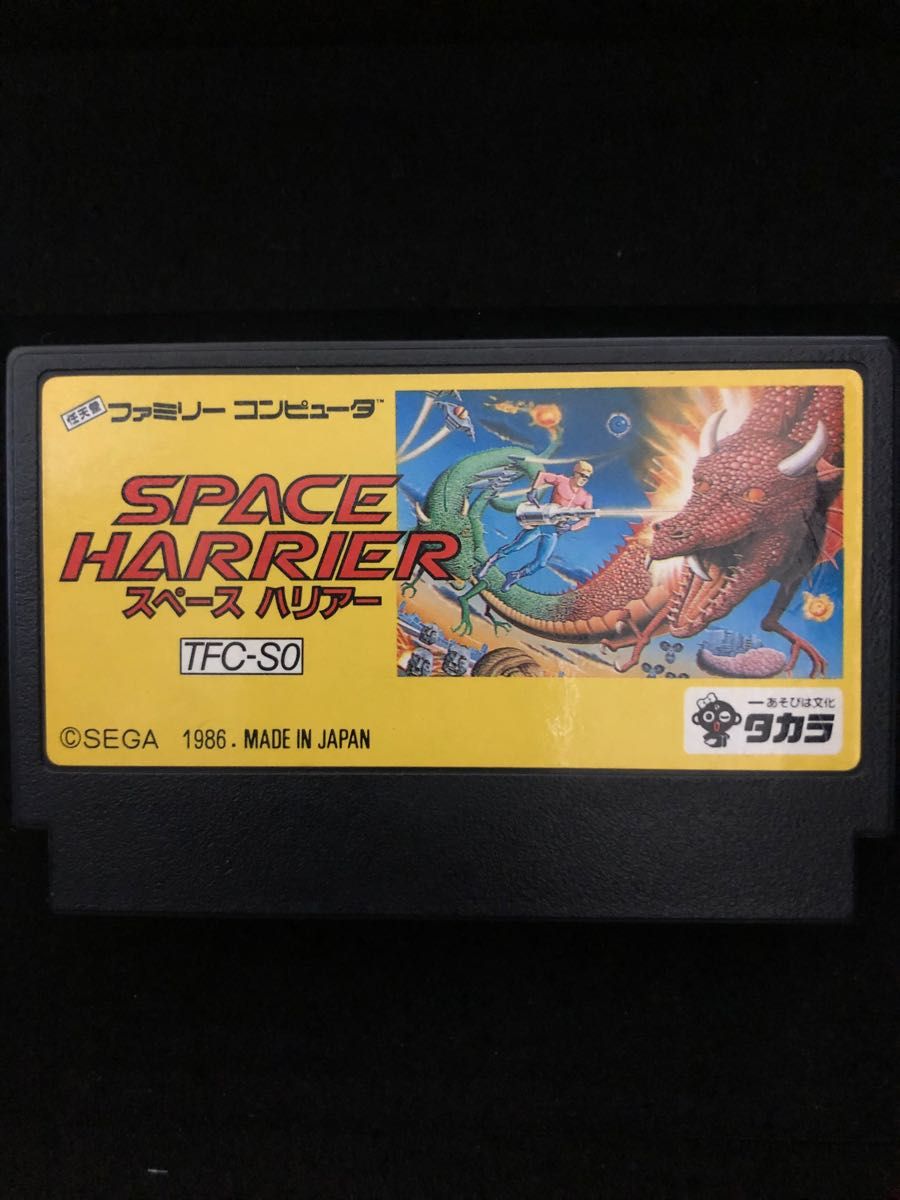 任天堂 ファミリー コンピュータ™
SPACE
HARRIER
スペース ハリアー
TFC-SO
©SEGA 1986. MADE IN JAPAN
—あそびは文化
タカラ